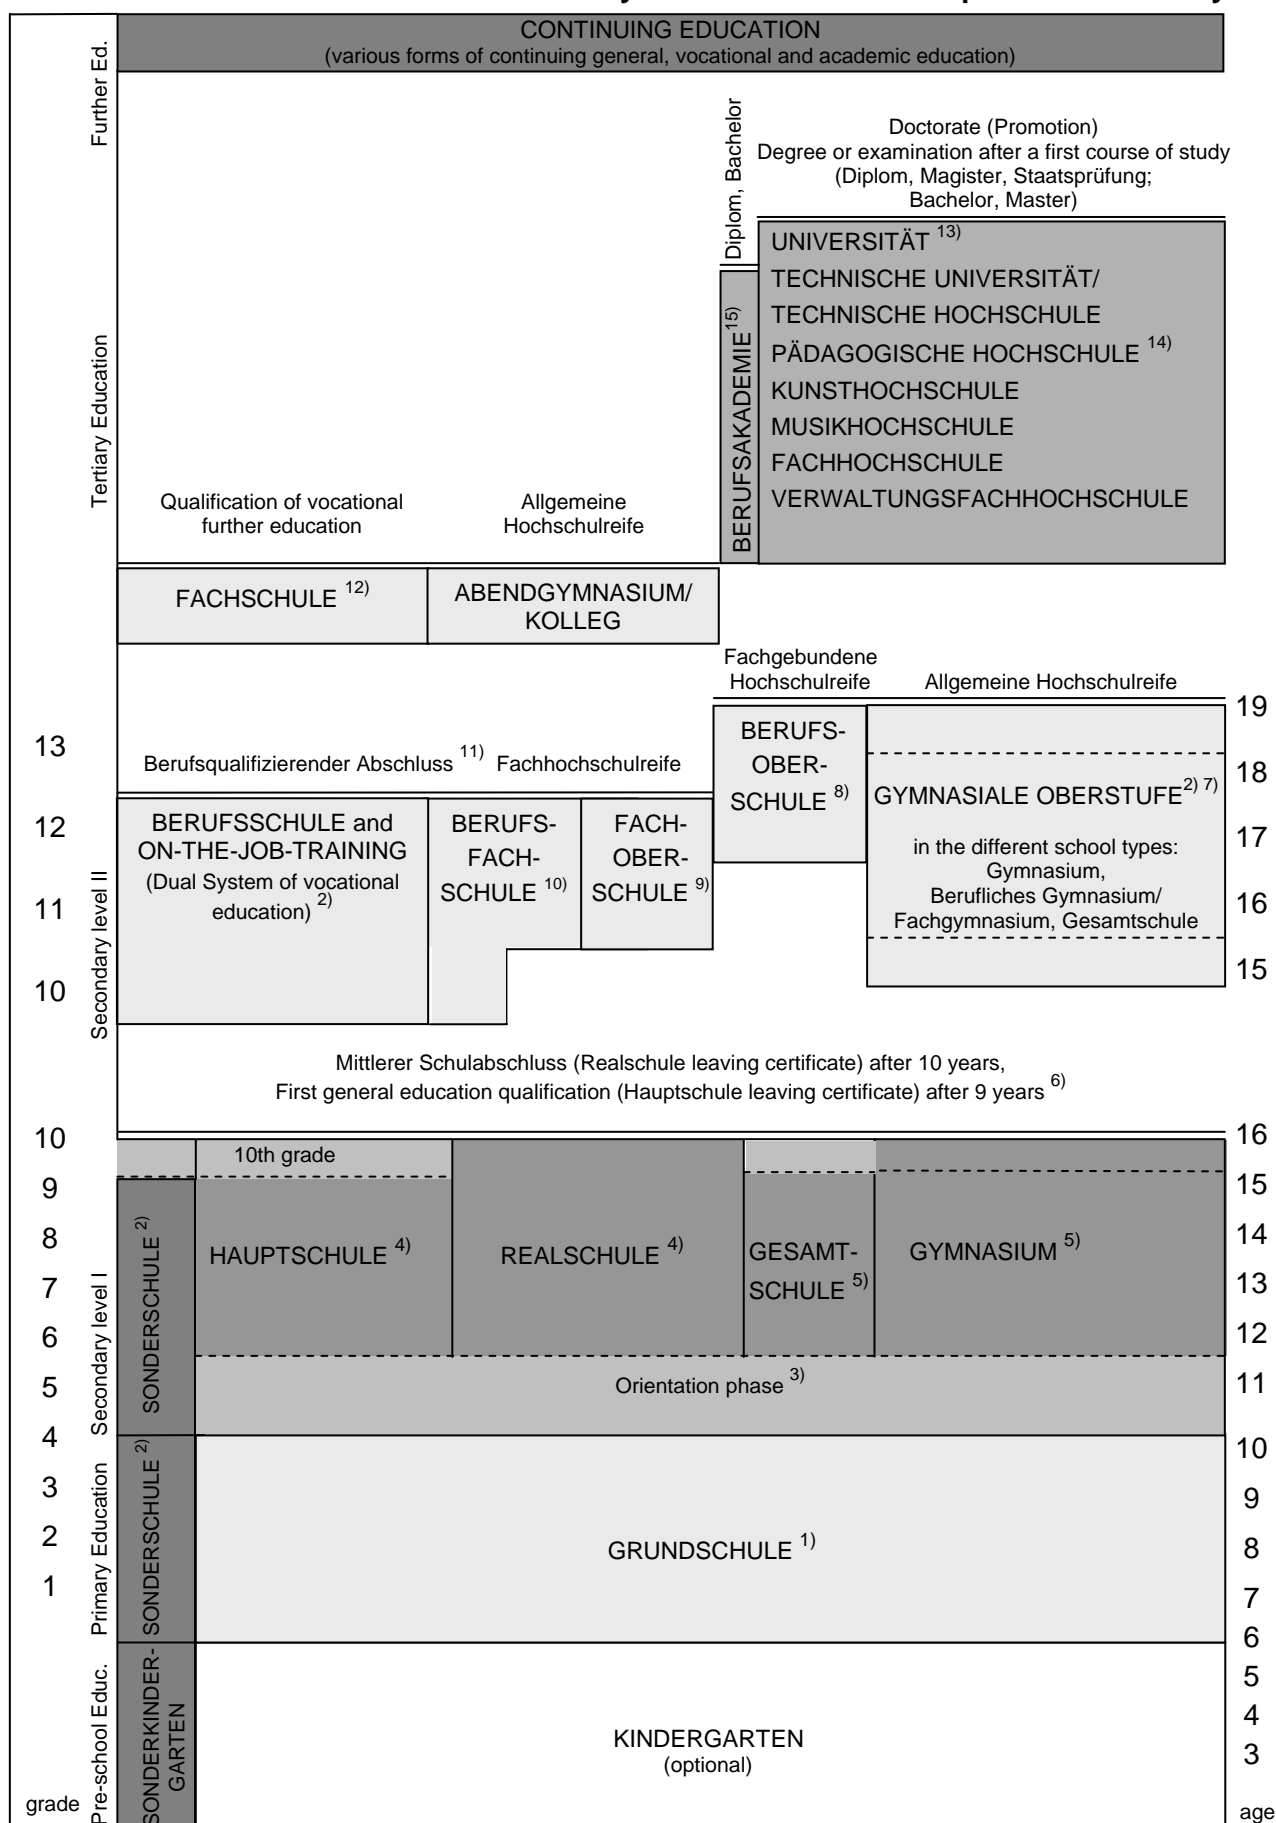 CONTINUING EDUCATION
(various forms of continuing general, vocational and academic education)
Further Ed.
Diplom, Bachelor
Doctorate (Promotion)
Degree or examination after a first course of study
(Diplom, Magister, Staatsprüfung;
Bachelor, Master)
Tertiary Education
BERUFSAKADEMIE 15)
UNIVERSITÄT 13)
TECHNISCHE UNIVERSITÄT/
TECHNISCHE HOCHSCHULE
PÄDAGOGISCHE HOCHSCHULE 14)
KUNSTHOCHSCHULE
MUSIKHOCHSCHULE
FACHHOCHSCHULE
VERWALTUNGSFACHHOCHSCHULE
Qualification of vocational
further education
Allgemeine
Hochschulreife
FACHSCHULE 12)
ABENDGYMNASIUM/
KOLLEG
Fachgebundene
Hochschulreife
Allgemeine Hochschulreife
Berufsqualifizierender Abschluss 11)
Fachhochschulreife
13
12
11
10
Secondary level II
BERUFSSCHULE and
ON-THE-JOB-TRAINING
(Dual System of vocational
education) 2)
BERUFS-
FACH-
SCHULE 10)
FACH-
OBER-
SCHULE 9)
BERUFS-
OBER-
SCHULE 8)
GYMNASIALE OBERSTUFE 2) 7)
in the different school types:
Gymnasium,
Berufliches Gymnasium/
Fachgymnasium, Gesamtschule
19
18
17
16
15
Mittlerer Schulabschluss (Realschule leaving certificate) after 10 years,
First general education qualification (Hauptschule leaving certificate) after 9 years 6)
10
9
8
7
6
5
4
3
2
1
Secondary level I
10th grade
SONDERSCHULE 2)
HAUPTSCHULE 4)
REALSCHULE 4)
GESAMT-
SCHULE 5)
GYMNASIUM 5)
Orientation phase 3)
Primary Education
SONDERSCHULE 2)
GRUNDSCHULE 1)
Pre-school Educ.
SONDERKINDER-
GARTEN
KINDERGARTEN
(optional)
16
15
14
13
12
11
10
9
8
7
6
5
4
3
grade
age